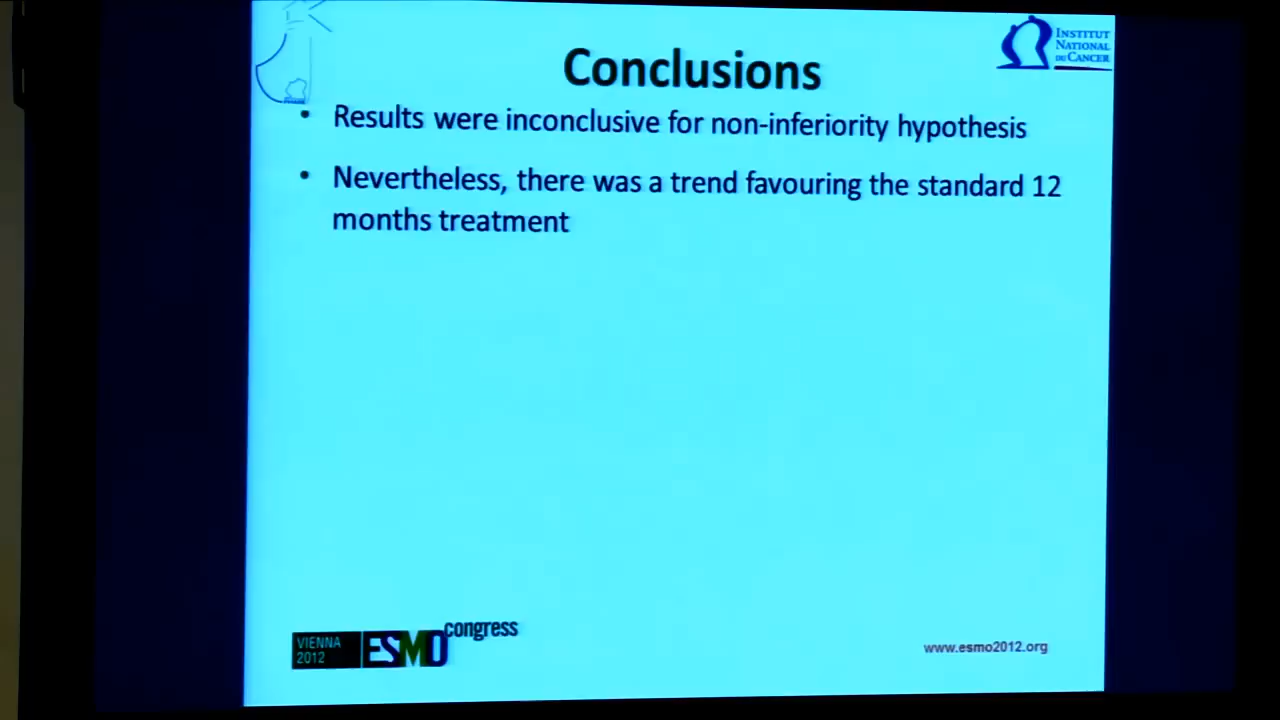 Conclusions
INSTITUT
NATIONAL
DU CANCER
• Results were inconclusive for non-inferiority hypothesis
• Nevertheless, there was a trend favouring the standard 12
months treatment
VIENNA
2012
ESMO congress
www.esmo2012.org